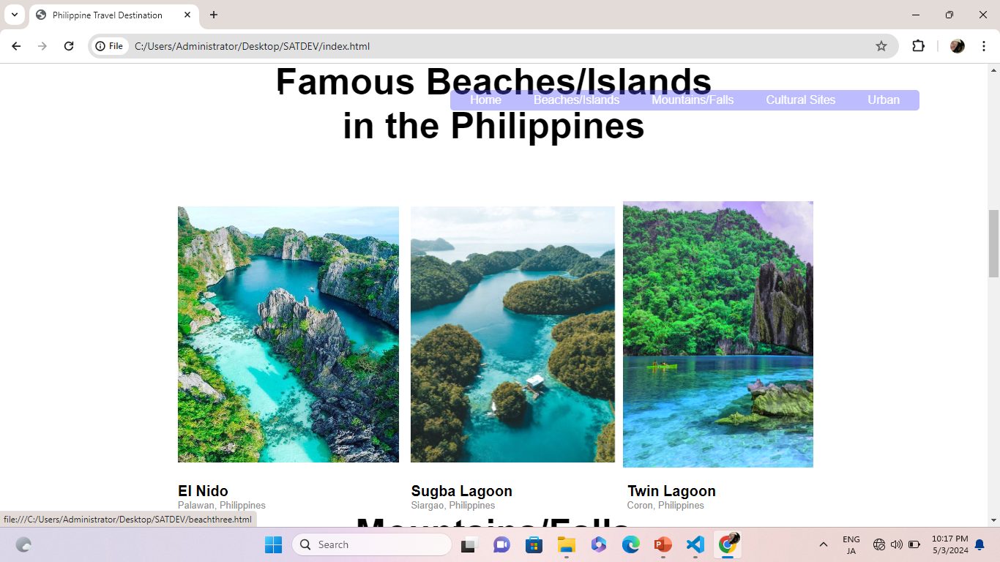 Philippine Travel Destination
File
C:/Users/Administrator/Desktop/SATDEV/index.html
Famous Beaches/Islands
Home Beaches/Islands Mountains/Falls Cultural Sites Urban
in the Philippines
El Nido
Palawan, Philippines
Sugba Lagoon
Siargao, Philippines
Twin Lagoon
Coron, Philippines
Mountains/Falls
file:///C:/Users/Administrator/Desktop/SATDEV/beachthree.html
Search
ENG
JA
10:17 PM
5/3/2024